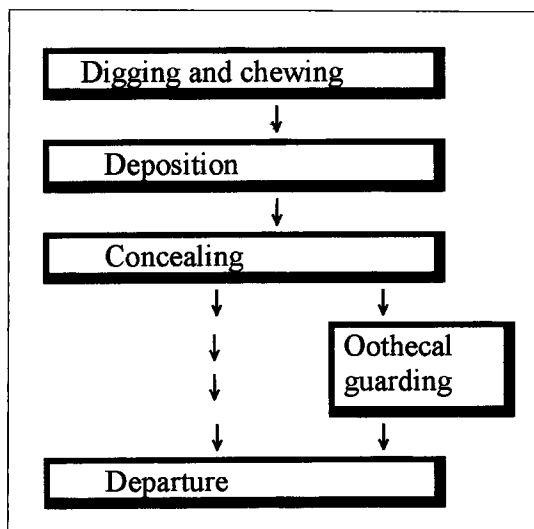 Digging and chewing
Deposition
Concealing
Oothecal
guarding
Departure